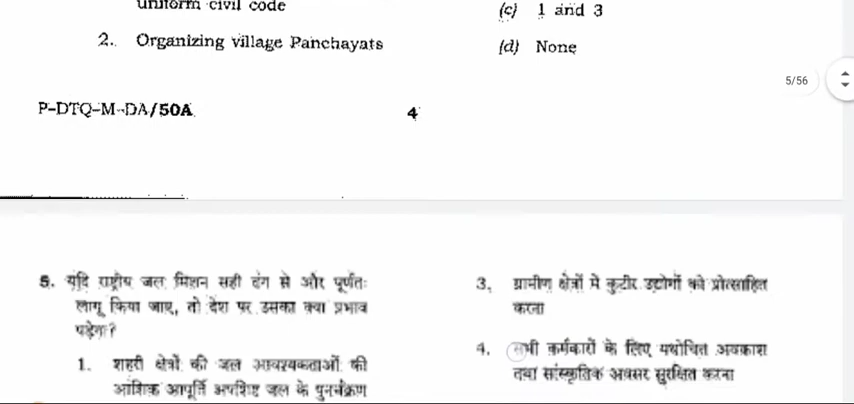 uniform civil code
2. Organizing village Panchayats
(c) 1 and 3
(d) None
5/56
P-DTQ-M-DA/50A
4
5. यदि राष्ट्रीय जल मिशन सही ढंग से और पूर्णतः
लागू किया जाए, तो देश पर उसका क्या प्रभाव
पड़ेगा?
1. शहरी क्षेत्रों की जल आवश्यकताओं की
आंशिक आपूर्ति अपशिष्ट जल के पुनर्चक्रण
3. ग्रामीण क्षेत्रों में कुटीर उद्योगों को प्रोत्साहित
करना
4. सभी कर्मकारों के लिए यथोचित अवकाश
तथा सांस्कृतिक अवसर सुरक्षित करना